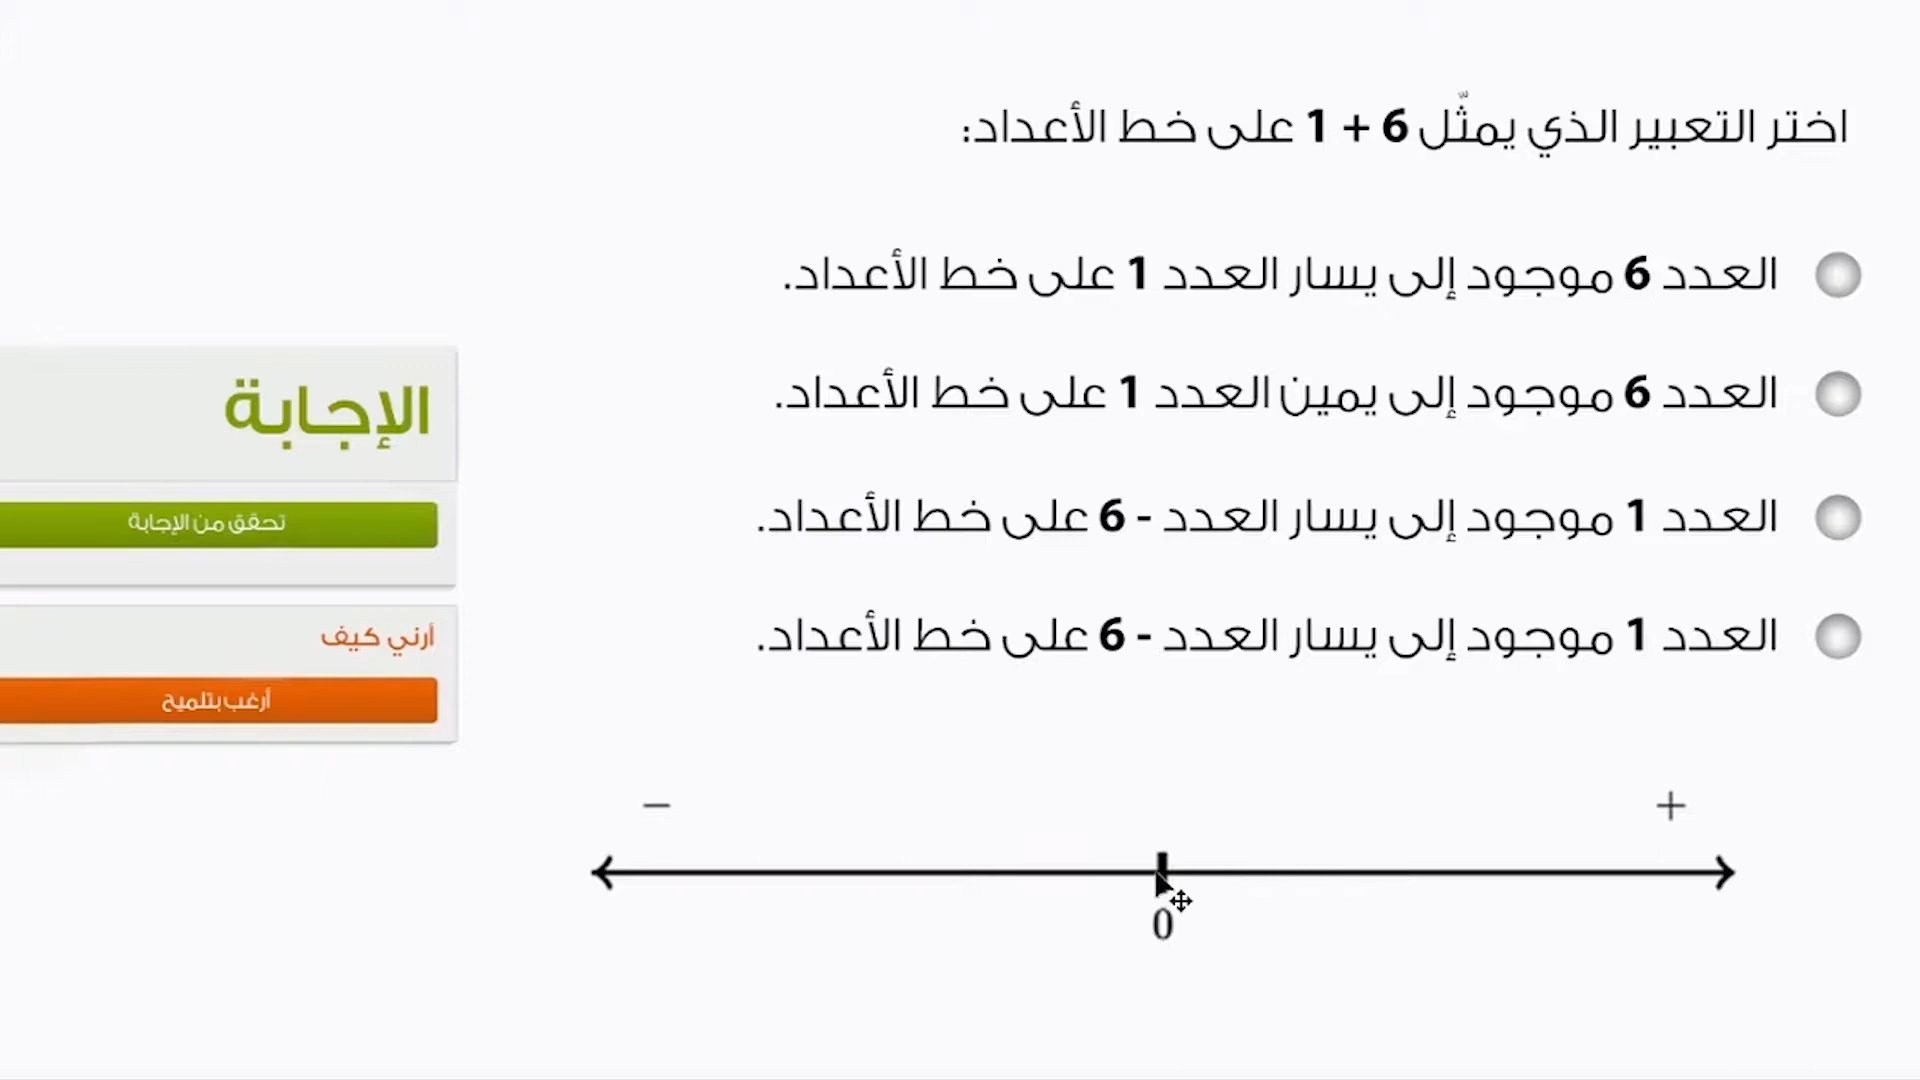 اختر التعبير الذي يمثّل 6 + 1 على خط الأعداد:
العدد 6 موجود إلى يسار العدد 1 على خط الأعداد.
العدد 6 موجود إلى يمين العدد 1 على خط الأعداد.
العدد 1 موجود إلى يسار العدد - 6 على خط الأعداد.
العدد 1 موجود إلى يسار العدد - 6 على خط الأعداد.
الإجابة
تحقق من الإجابة
أرني كيف
أرغب بتلميح
− +
0